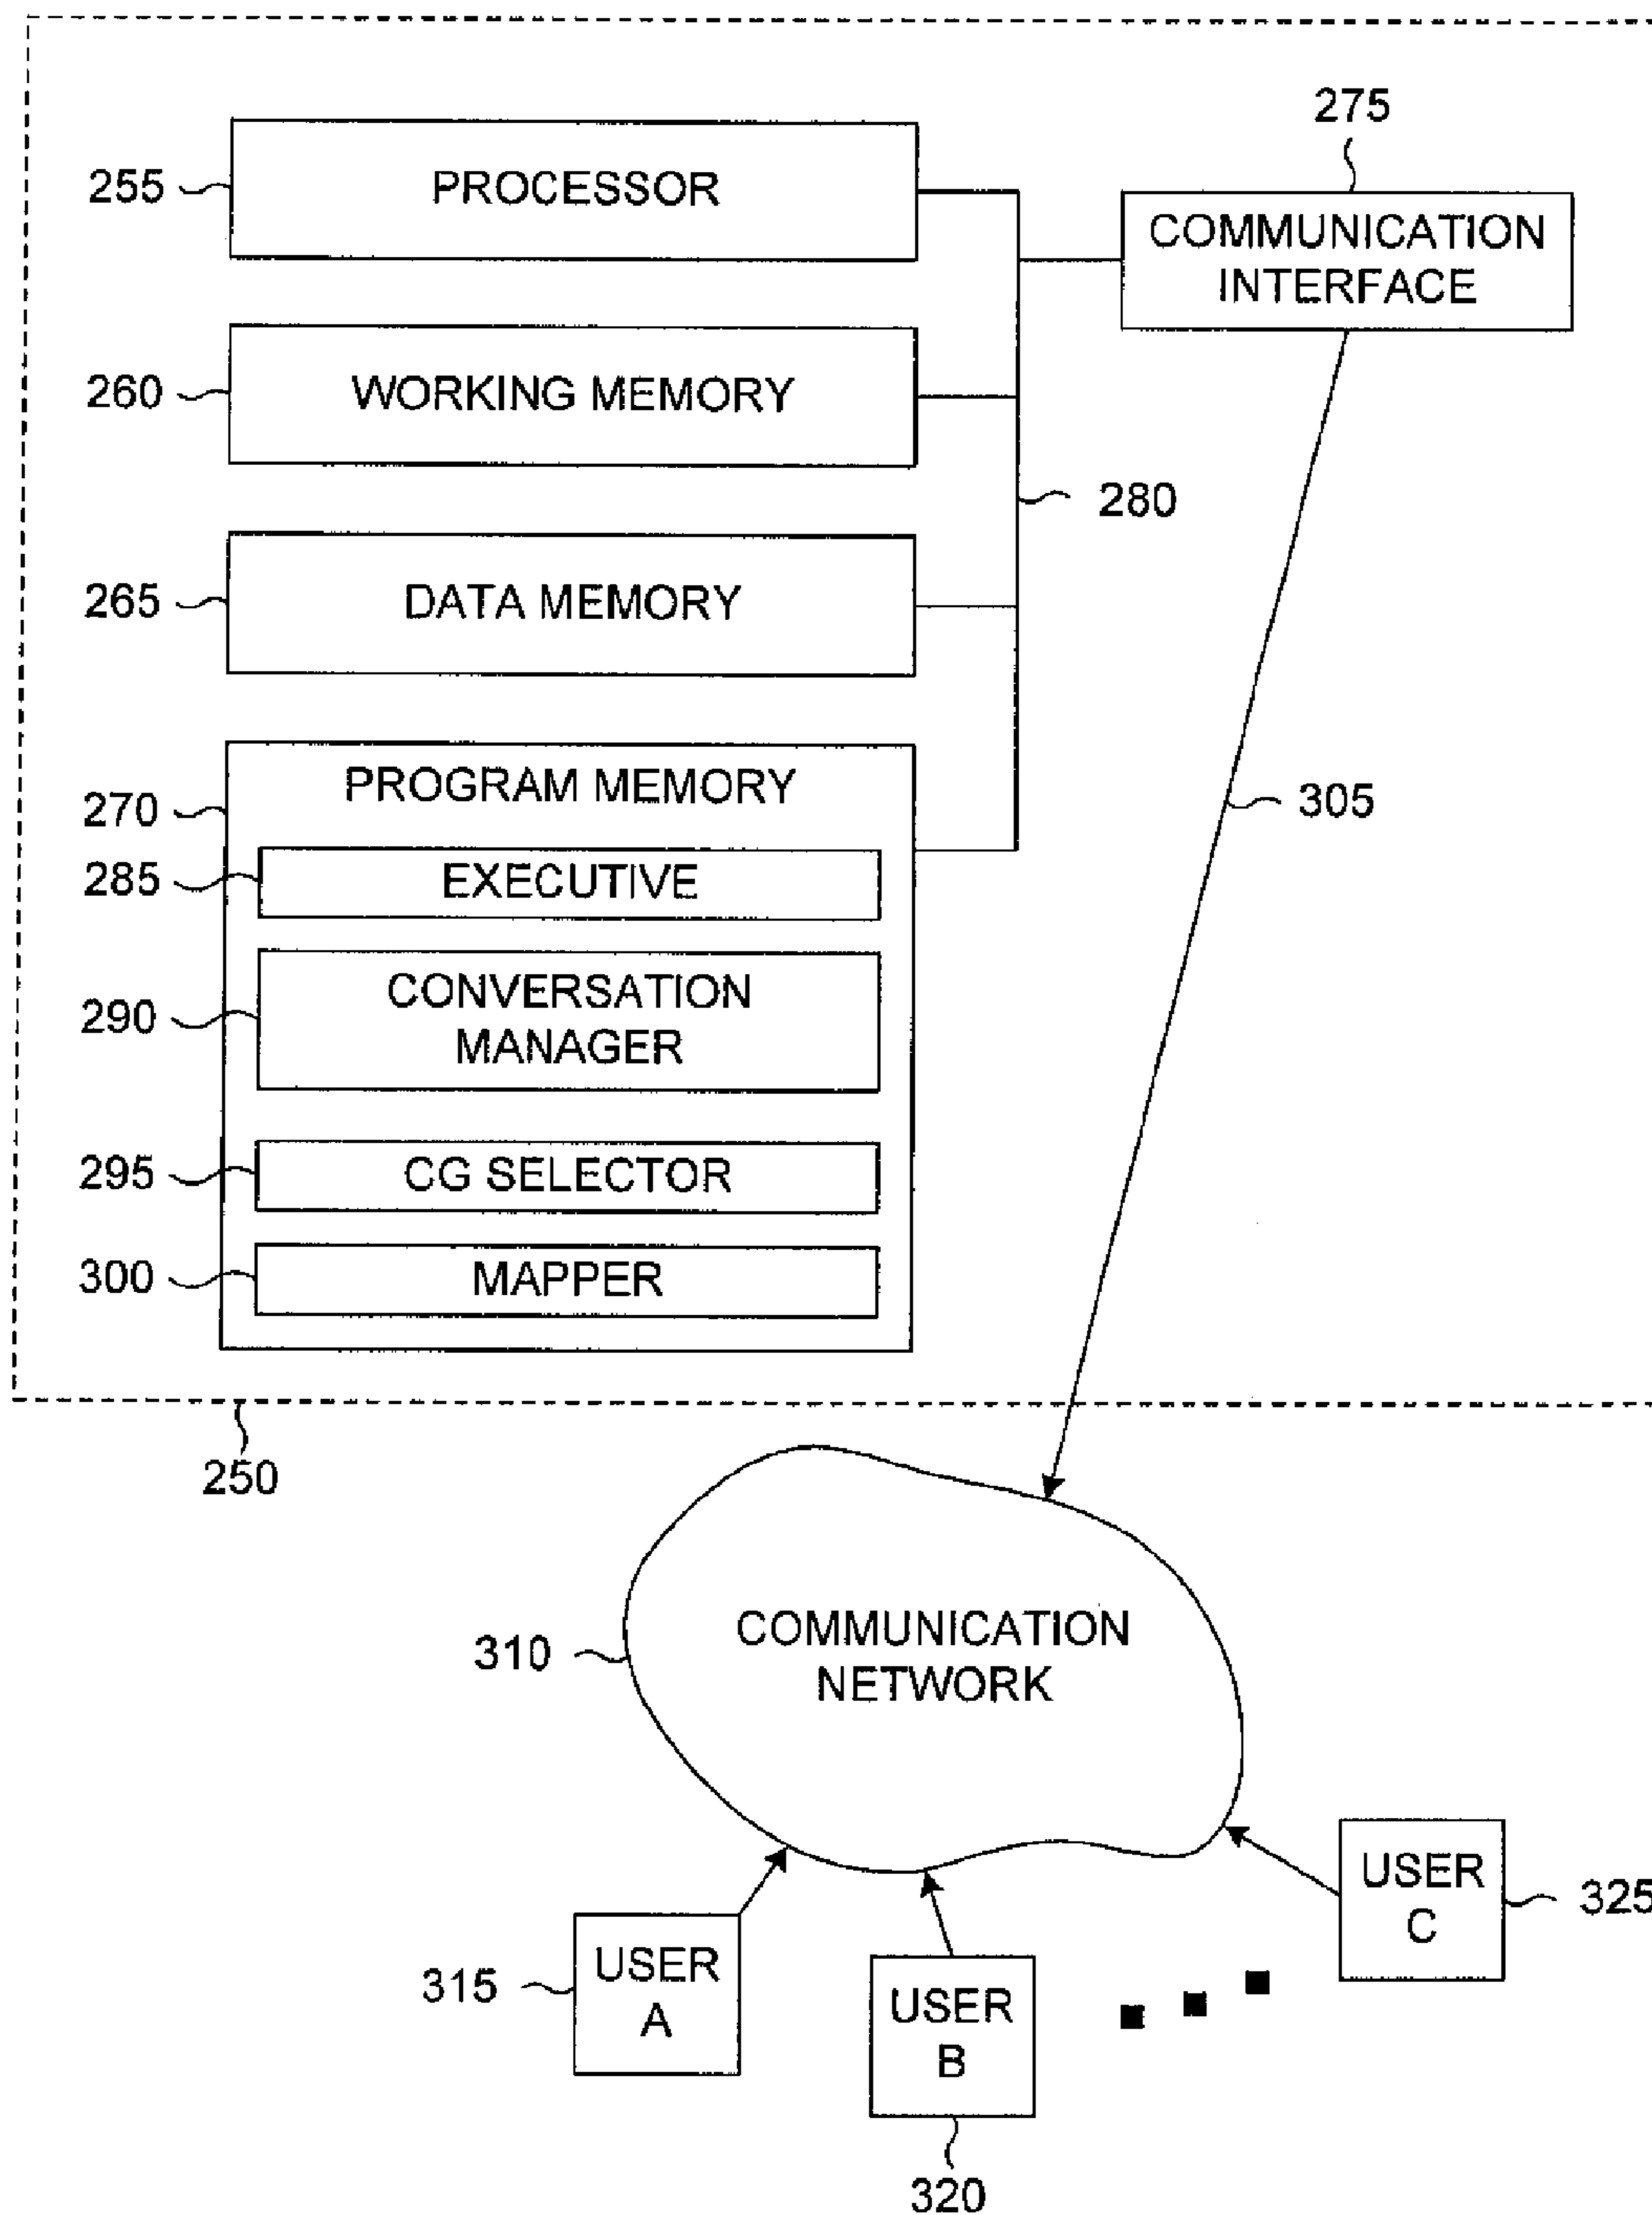 275
255
PROCESSOR
COMMUNICATION
INTERFACE
260
WORKING MEMORY
280
265
DATA MEMORY
270
PROGRAM MEMORY
305
285
EXECUTIVE
290
CONVERSATION
MANAGER
295
CG SELECTOR
300
MAPPER
250
310
COMMUNICATION
NETWORK
315
USER
A
USER
B
320
USER
C
325